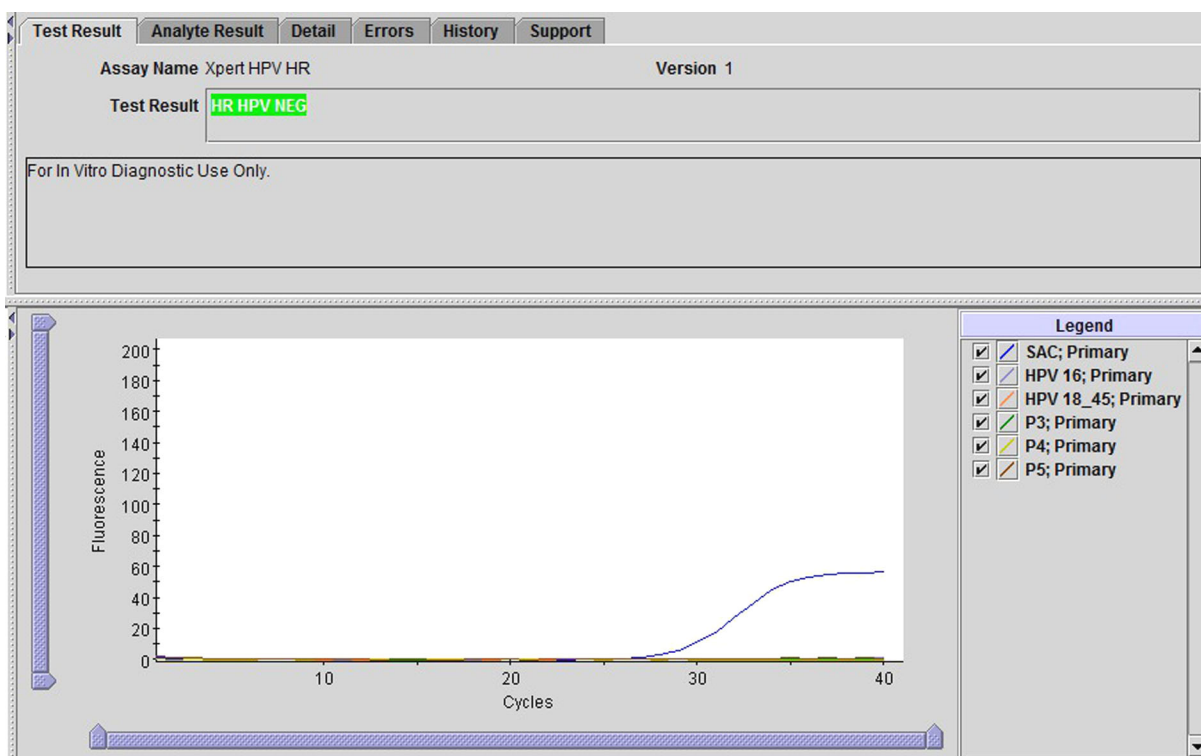 Test Result Analyte Result Detail Errors History Support
Assay Name Xpert HPV HR Version 1
Test Result HR HPV NEG
For In Vitro Diagnostic Use Only.
200
180
160
140
120
100
80
60
40
20
0
Fluorescence
10 20 30 40
Cycles
Legend
SAC; Primary
HPV 16; Primary
HPV 18_45; Primary
P3; Primary
P4; Primary
P5; Primary